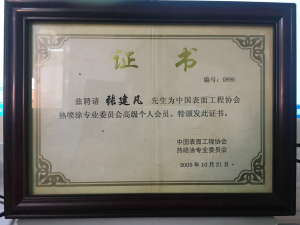 证书
编号：0896
兹聘请 张建凡 先生为中国表面工程协会
热喷涂专业委员会高级个人会员。特颁发此证书。
中国表面工程协会
热喷涂专业委员会
2005年10月21日